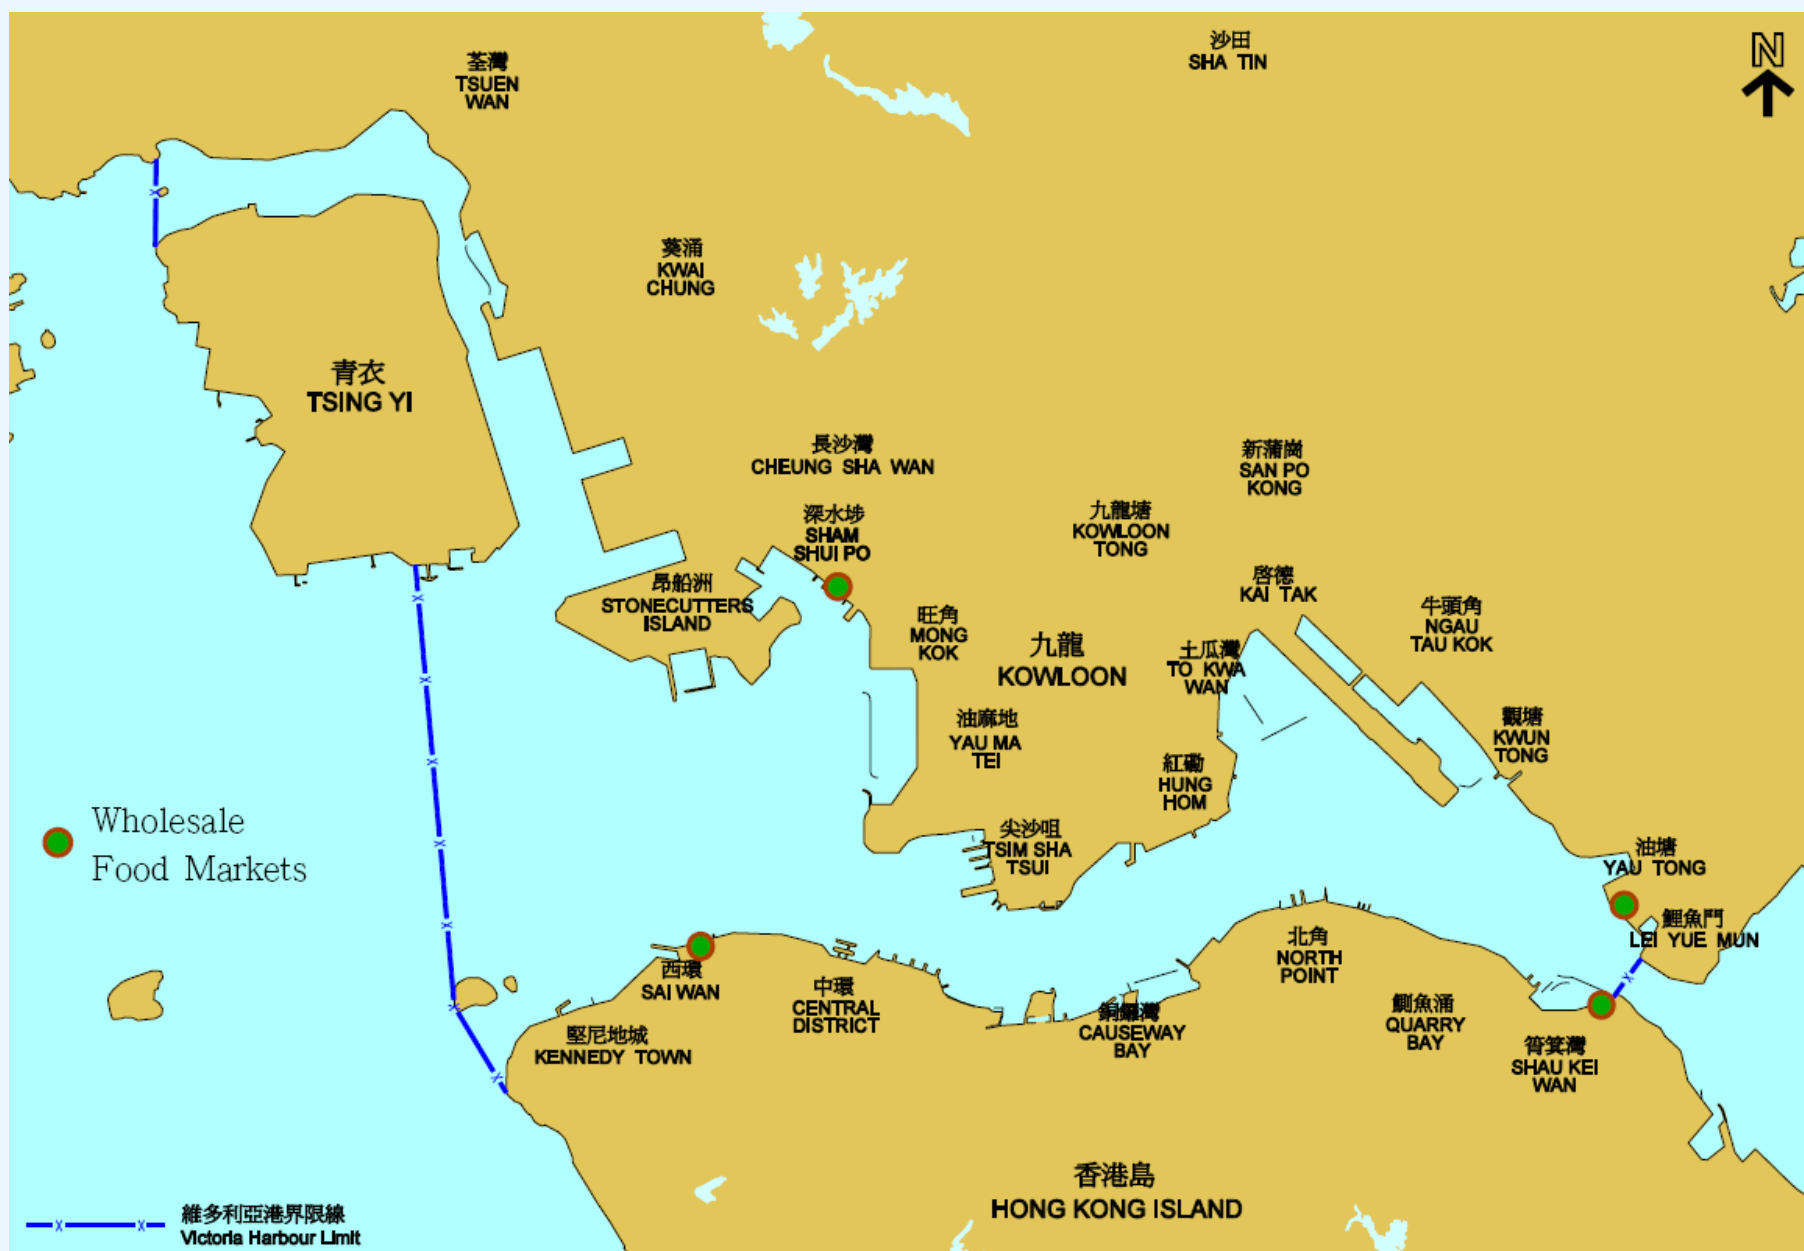 沙田
SHA TIN
N
荃灣
TSUEN
WAN
葵涌
KWAI
CHUNG
青衣
TSING YI
長沙灣
CHEUNG SHA WAN
新蒲崗
SAN PO
KONG
深水埗
SHAM
SHUI PO
九龍塘
KOWLOON
TONG
昂船洲
STONECUTTERS
ISLAND
啓德
KAI TAK
牛頭角
NGAU
TAU KOK
旺角
MONG
KOK
九龍
KOWLOON
土瓜灣
TO KWA
WAN
油麻地
YAU MA
TEI
觀塘
KWUN
TONG
紅磡
HUNG
HOM
Wholesale
Food Markets
尖沙咀
TSIM SHA
TSUI
油塘
YAU TONG
鯉魚門
LEI YUE MUN
西環
SAI WAN
北角
NORTH
POINT
中環
CENTRAL
DISTRICT
銅鑼灣
CAUSEWAY
BAY
鰂魚涌
QUARRY
BAY
堅尼地城
KENNEDY TOWN
筲箕灣
SHAU KEI
WAN
香港島
HONG KONG ISLAND
維多利亞港界限線
Victoria Harbour Limit